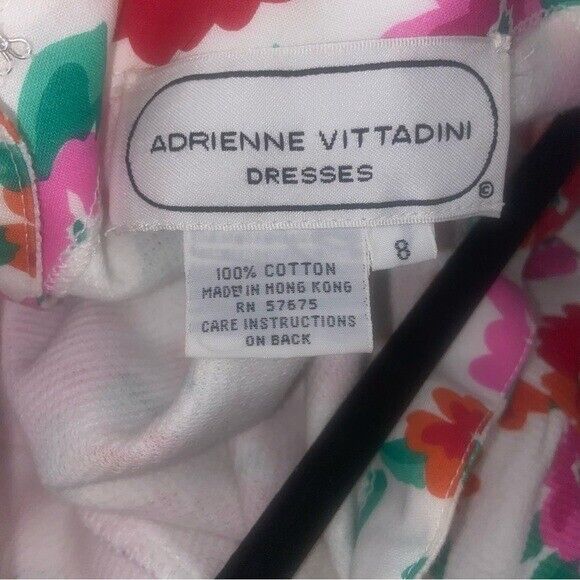 ADRIENNE VITTADINI
DRESSES
©
8
100% COTTON
MADE IN HONG KONG
RN 57675
CARE INSTRUCTIONS
ON BACK